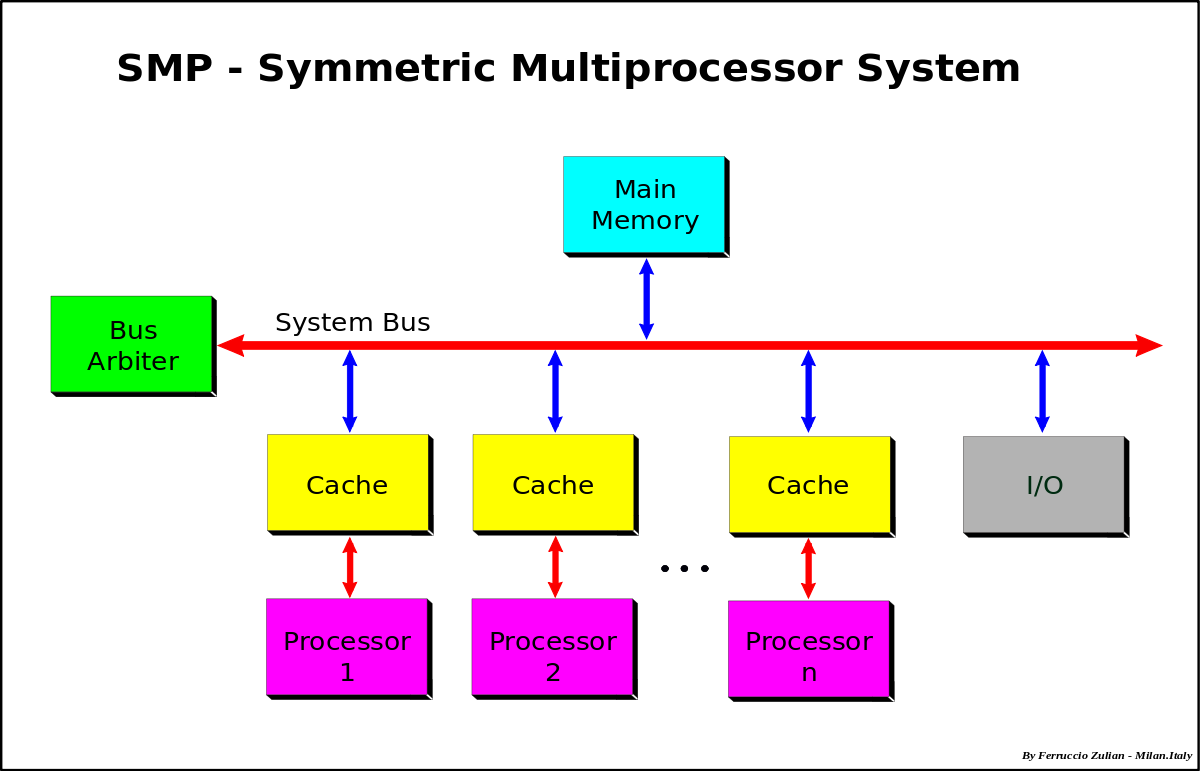 SMP - Symmetric Multiprocessor System
Main
Memory
Bus
Arbiter
System Bus
Cache
Cache
Cache
I/O
...
Processor
1
Processor
2
Processor
n
By Ferruccio Zulian - Milan.Italy